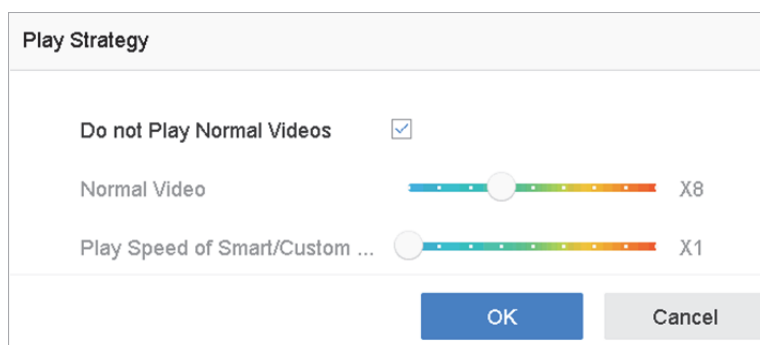 Play Strategy
Do not Play Normal Videos
Normal Video X8
Play Speed of Smart/Custom ... X1
OK Cancel